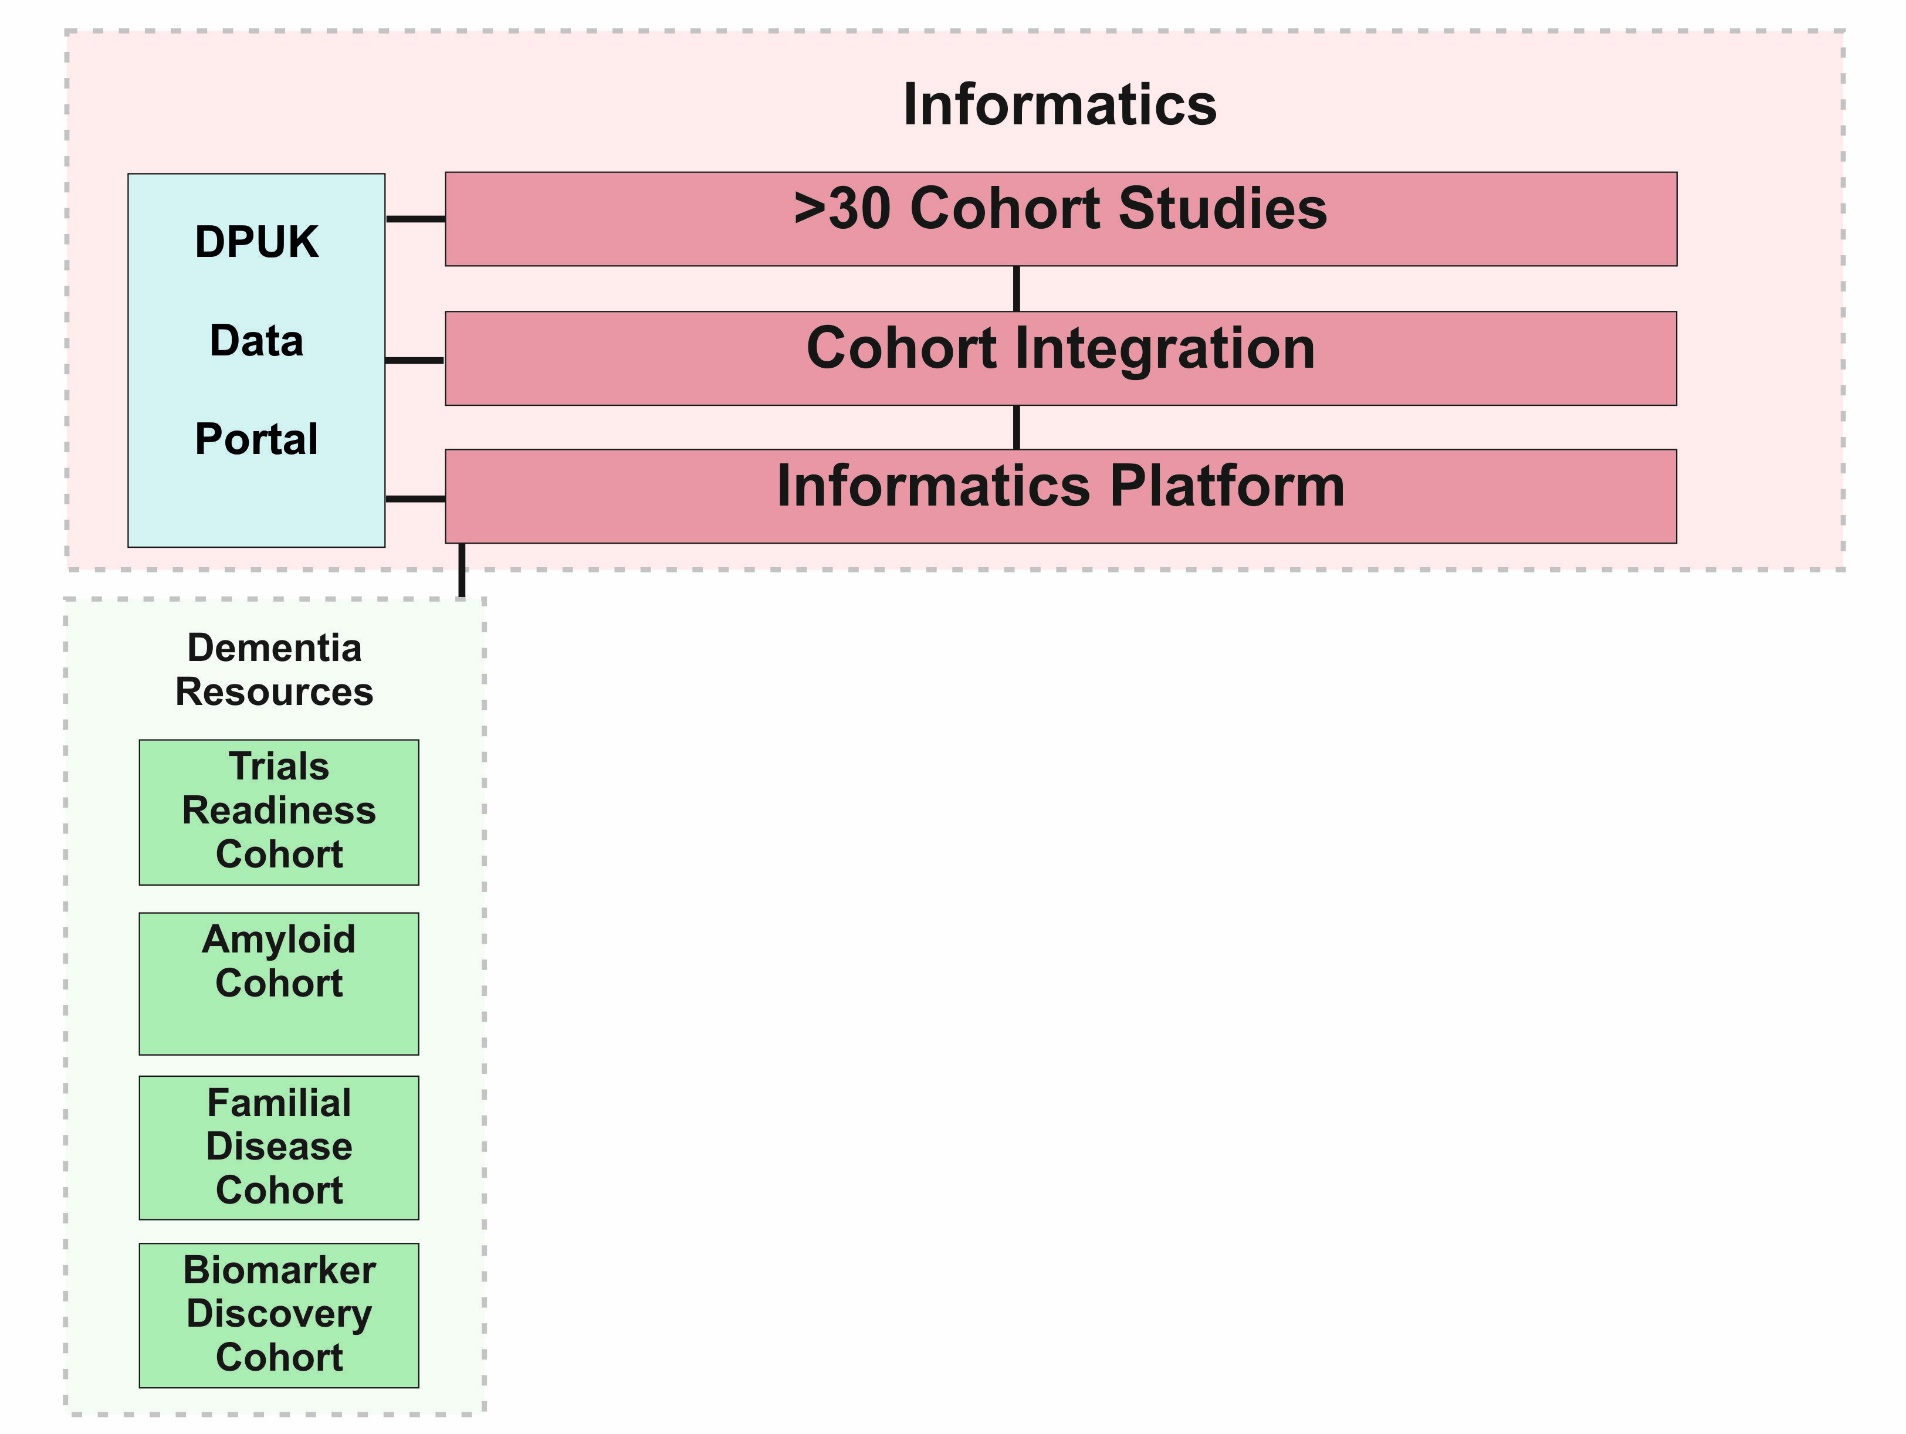 Informatics
DPUK
Data
Portal
>30 Cohort Studies
Cohort Integration
Informatics Platform
Dementia
Resources
Trials
Readiness
Cohort
Amyloid
Cohort
Familial
Disease
Cohort
Biomarker
Discovery
Cohort